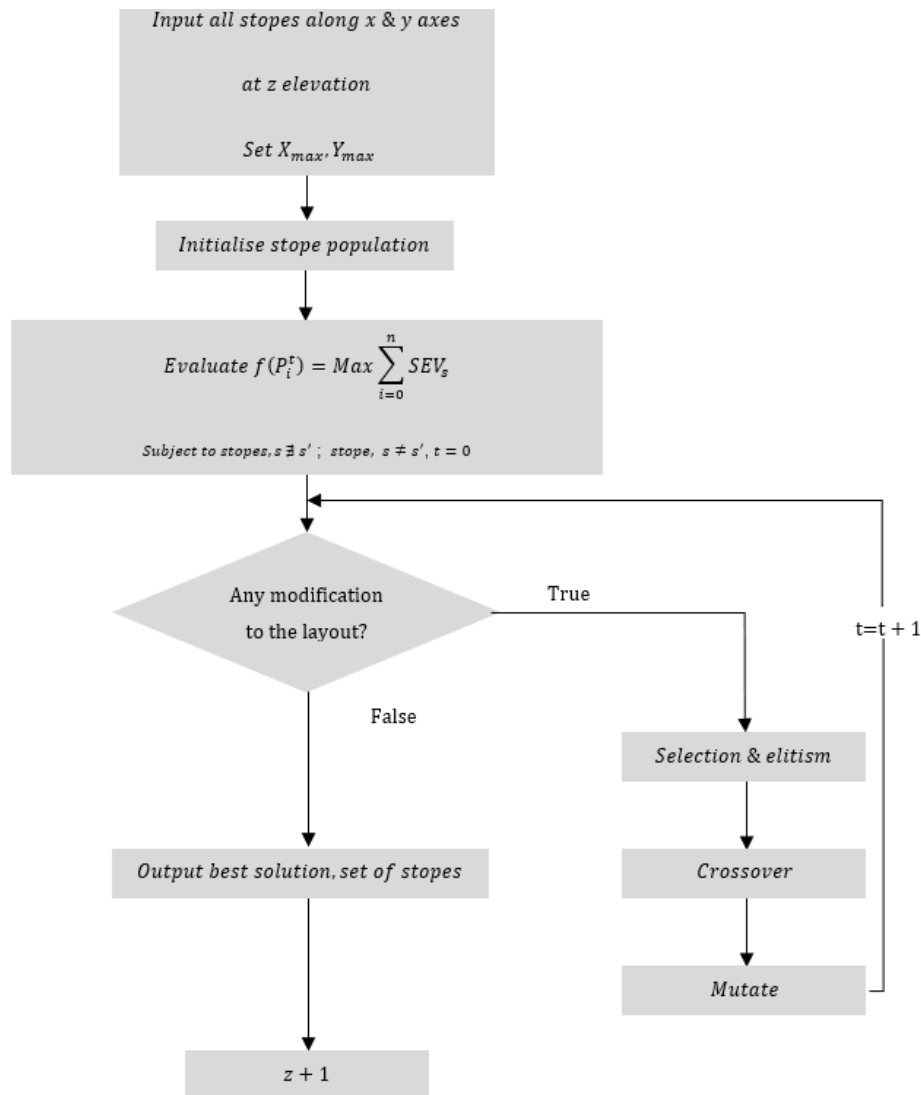 Input all stopes along x & y axes
at z elevation
Set X_max, Y_max
Initialise stope population
Evaluate f(P_i^t) = Max ∑_{i=0}^{n} SEV_s
Subject to stopes, s ∄ s′ ; stope, s ≠ s′, t = 0
Any modification
to the layout?
True
t=t + 1
False
Selection & elitism
Output best solution, set of stopes
Crossover
Mutate
z + 1